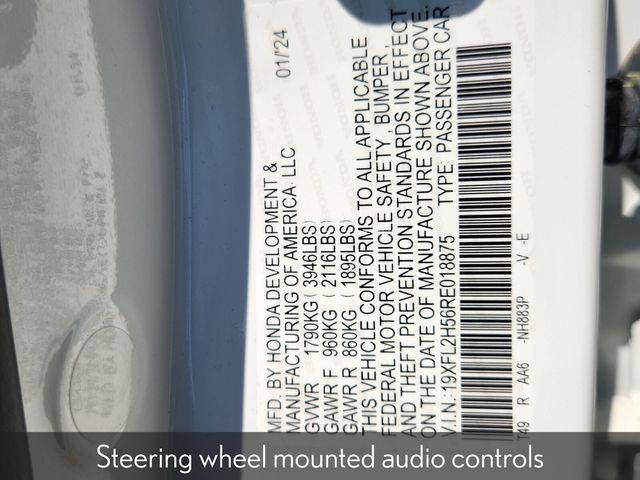 01/24
MFD. BY HONDA DEVELOPMENT &
MANUFACTURING OF AMERICA. LLC
GVWR 1790KG ( 3946LBS)
GAWR F 960KG ( 2116LBS)
GAWR R 860KG ( 1895LBS)
THIS VEHICLE CONFORMS TO ALL APPLICABLE
FEDERAL MOTOR VEHICLE SAFETY , BUMPER ,
AND THEFT PREVENTION STANDARDS IN EFFECT
ON THE DATE OF MANUFACTURE SHOWN ABOVE.
V.I.N.: 19XFL2H56RE018875 TYPE: PASSENGER CAR
T49 R AA6 -NH883P -V -E
Steering wheel mounted audio controls